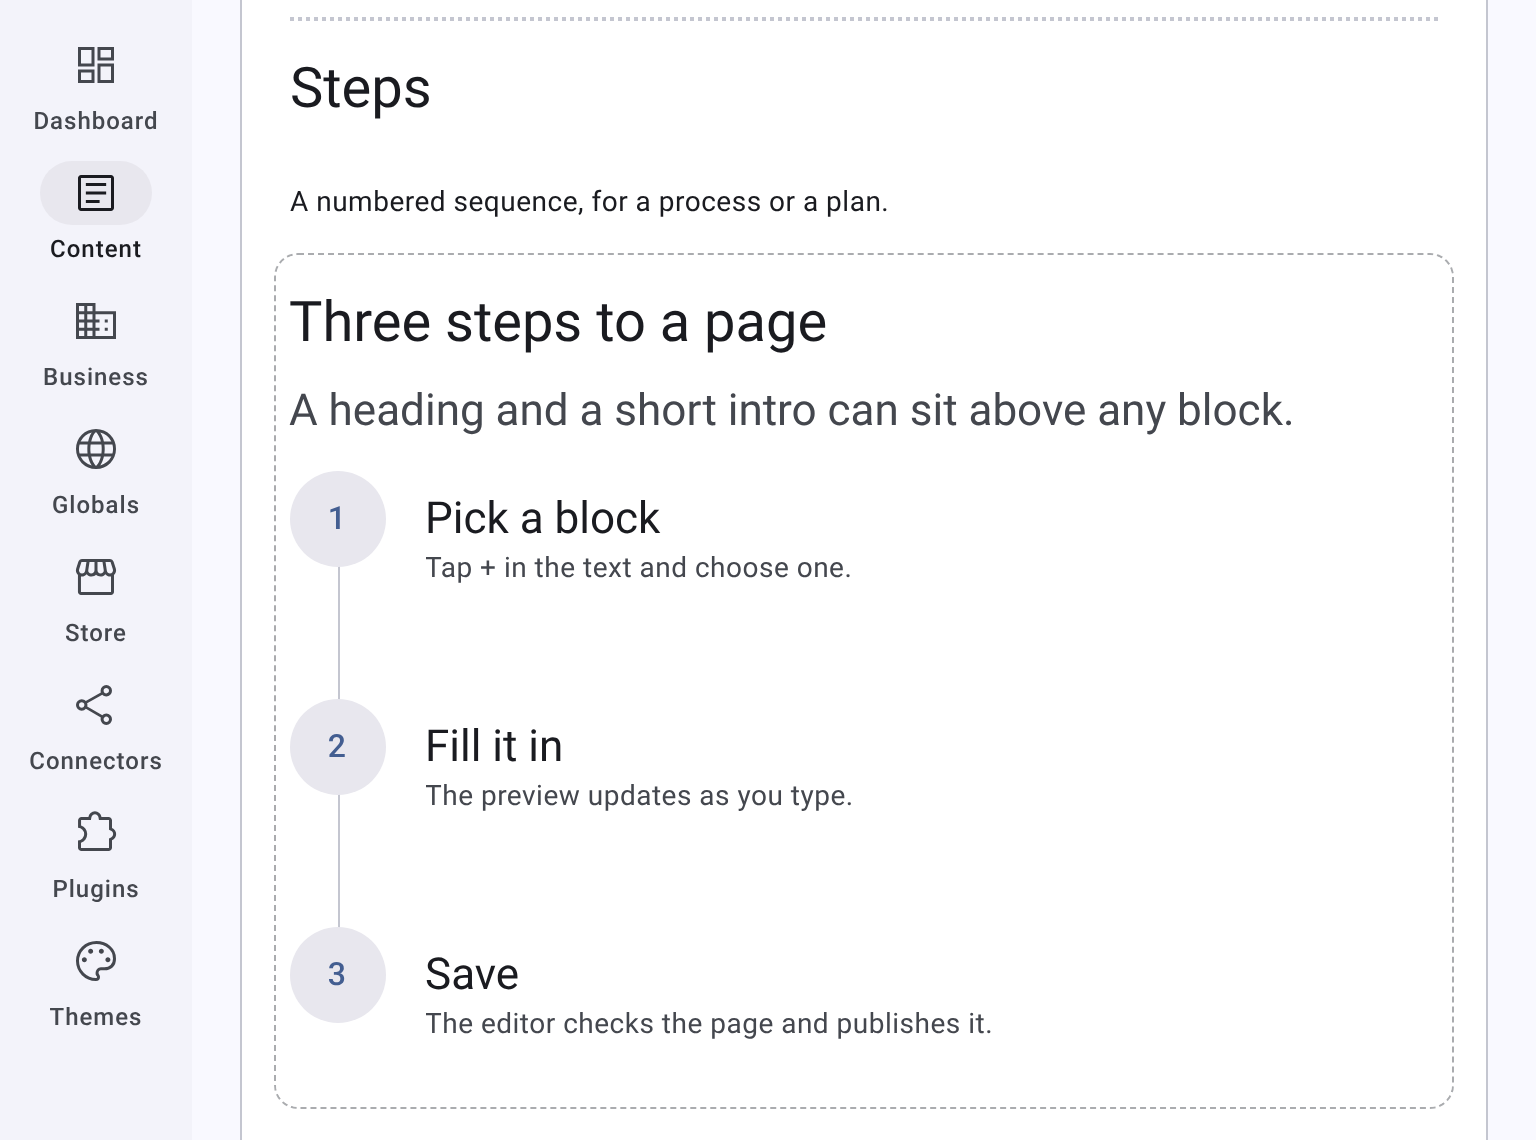 Dashboard
Content
Business
Globals
Store
Connectors
Plugins
Themes
Steps
A numbered sequence, for a process or a plan.
Three steps to a page
A heading and a short intro can sit above any block.
1
Pick a block
Tap + in the text and choose one.
2
Fill it in
The preview updates as you type.
3
Save
The editor checks the page and publishes it.